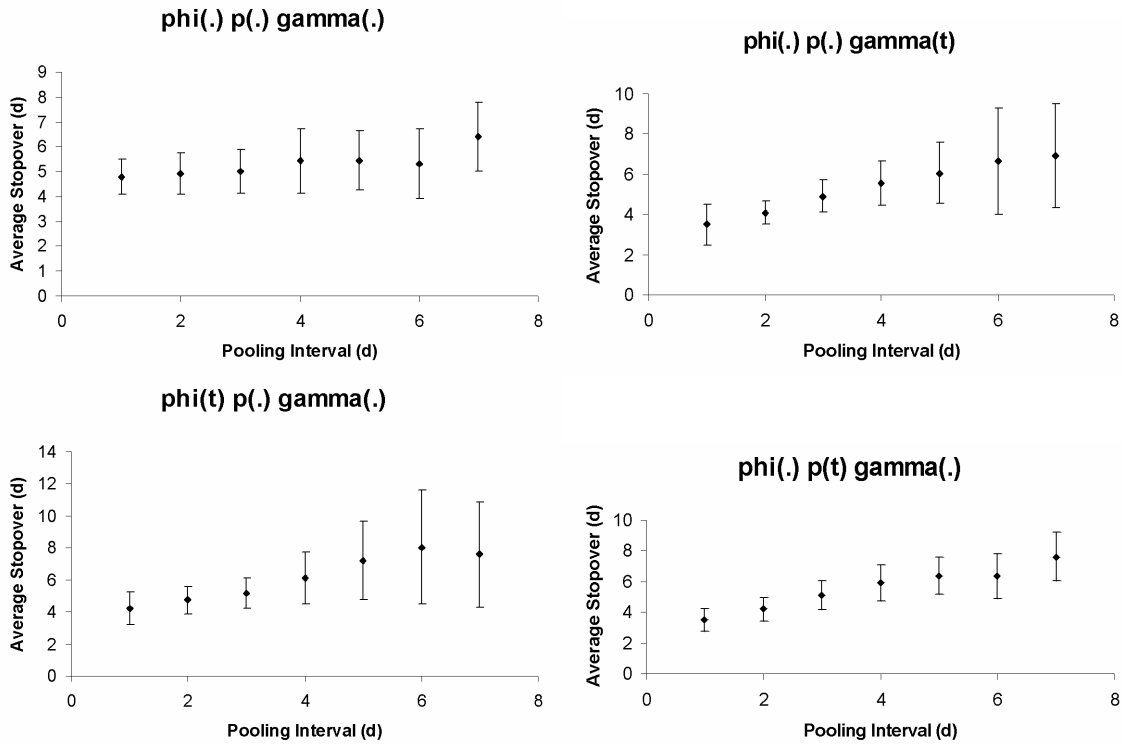 phi(.) p(.) gamma(.)
Average Stopover (d)
9
8
7
6
5
4
3
2
1
0
0 2 4 6 8
Pooling Interval (d)
phi(.) p(.) gamma(t)
Average Stopover (d)
10
8
6
4
2
0
0 2 4 6 8
Pooling Interval (d)
phi(t) p(.) gamma(.)
Average Stopover (d)
14
12
10
8
6
4
2
0
0 2 4 6 8
Pooling Interval (d)
phi(.) p(t) gamma(.)
Average Stopover (d)
10
8
6
4
2
0
0 2 4 6 8
Pooling Interval (d)